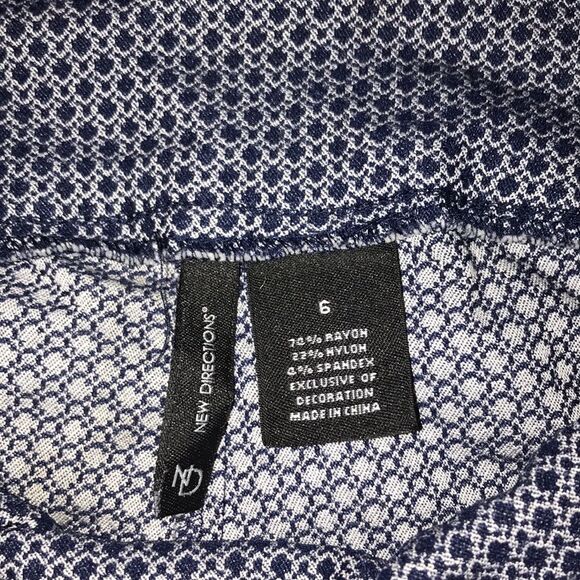 NEW DIRECTIONS®
ND
6
74% RAYON
22% NYLON
4% SPANDEX
EXCLUSIVE OF
DECORATION
MADE IN CHINA